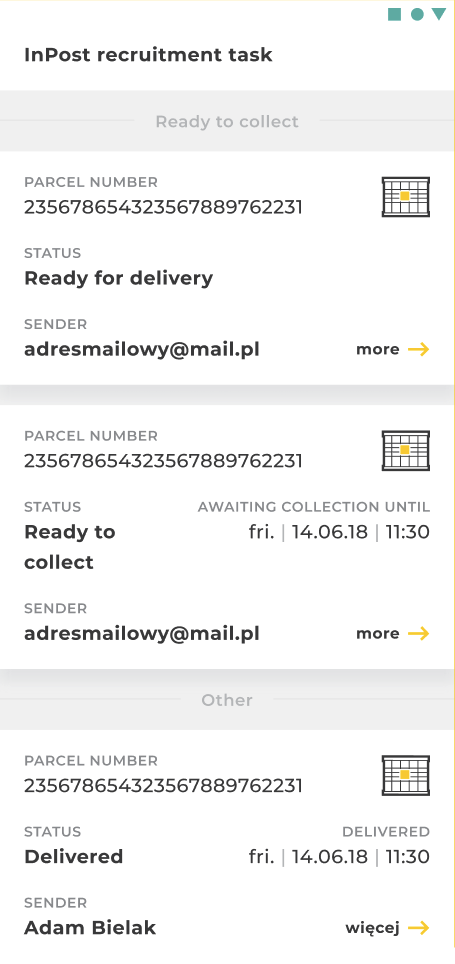 InPost recruitment task
Ready to collect
PARCEL NUMBER
235678654323567889762231
STATUS
Ready for delivery
SENDER
adresmailowy@mail.pl
more
PARCEL NUMBER
235678654323567889762231
STATUS AWAITING COLLECTION UNTIL
Ready to fri. | 14.06.18 | 11:30
collect
SENDER
adresmailowy@mail.pl more
Other
PARCEL NUMBER
235678654323567889762231
STATUS DELIVERED
Delivered fri. | 14.06.18 | 11:30
SENDER
Adam Bielak więcej